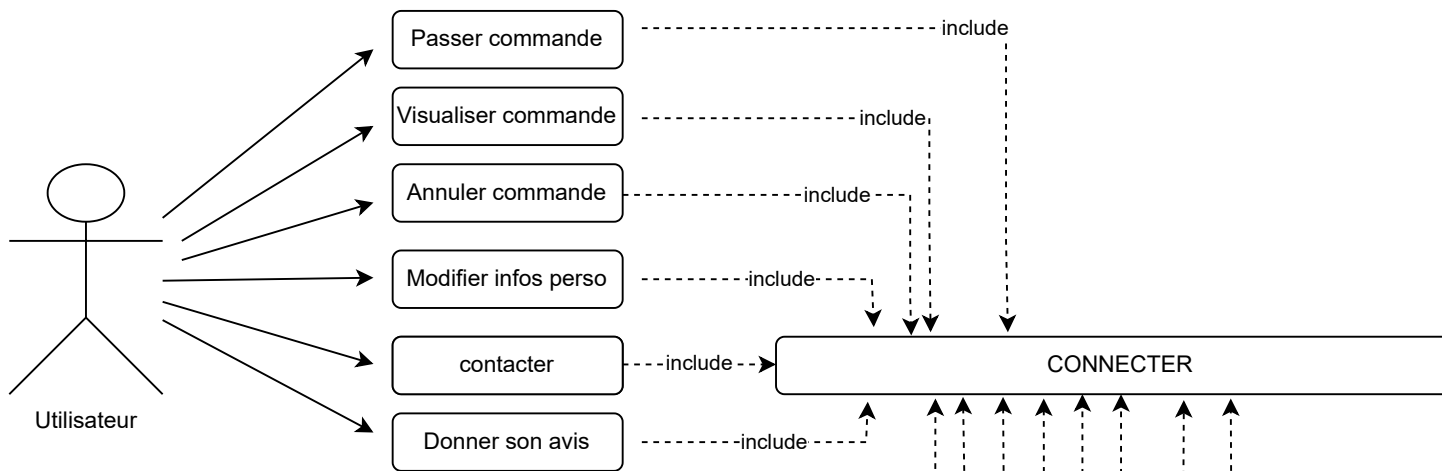 Passer commande
include
Visualiser commande
include
Annuler commande
include
Modifier infos perso
include
contacter
include
CONNECTER
Utilisateur
Donner son avis
include